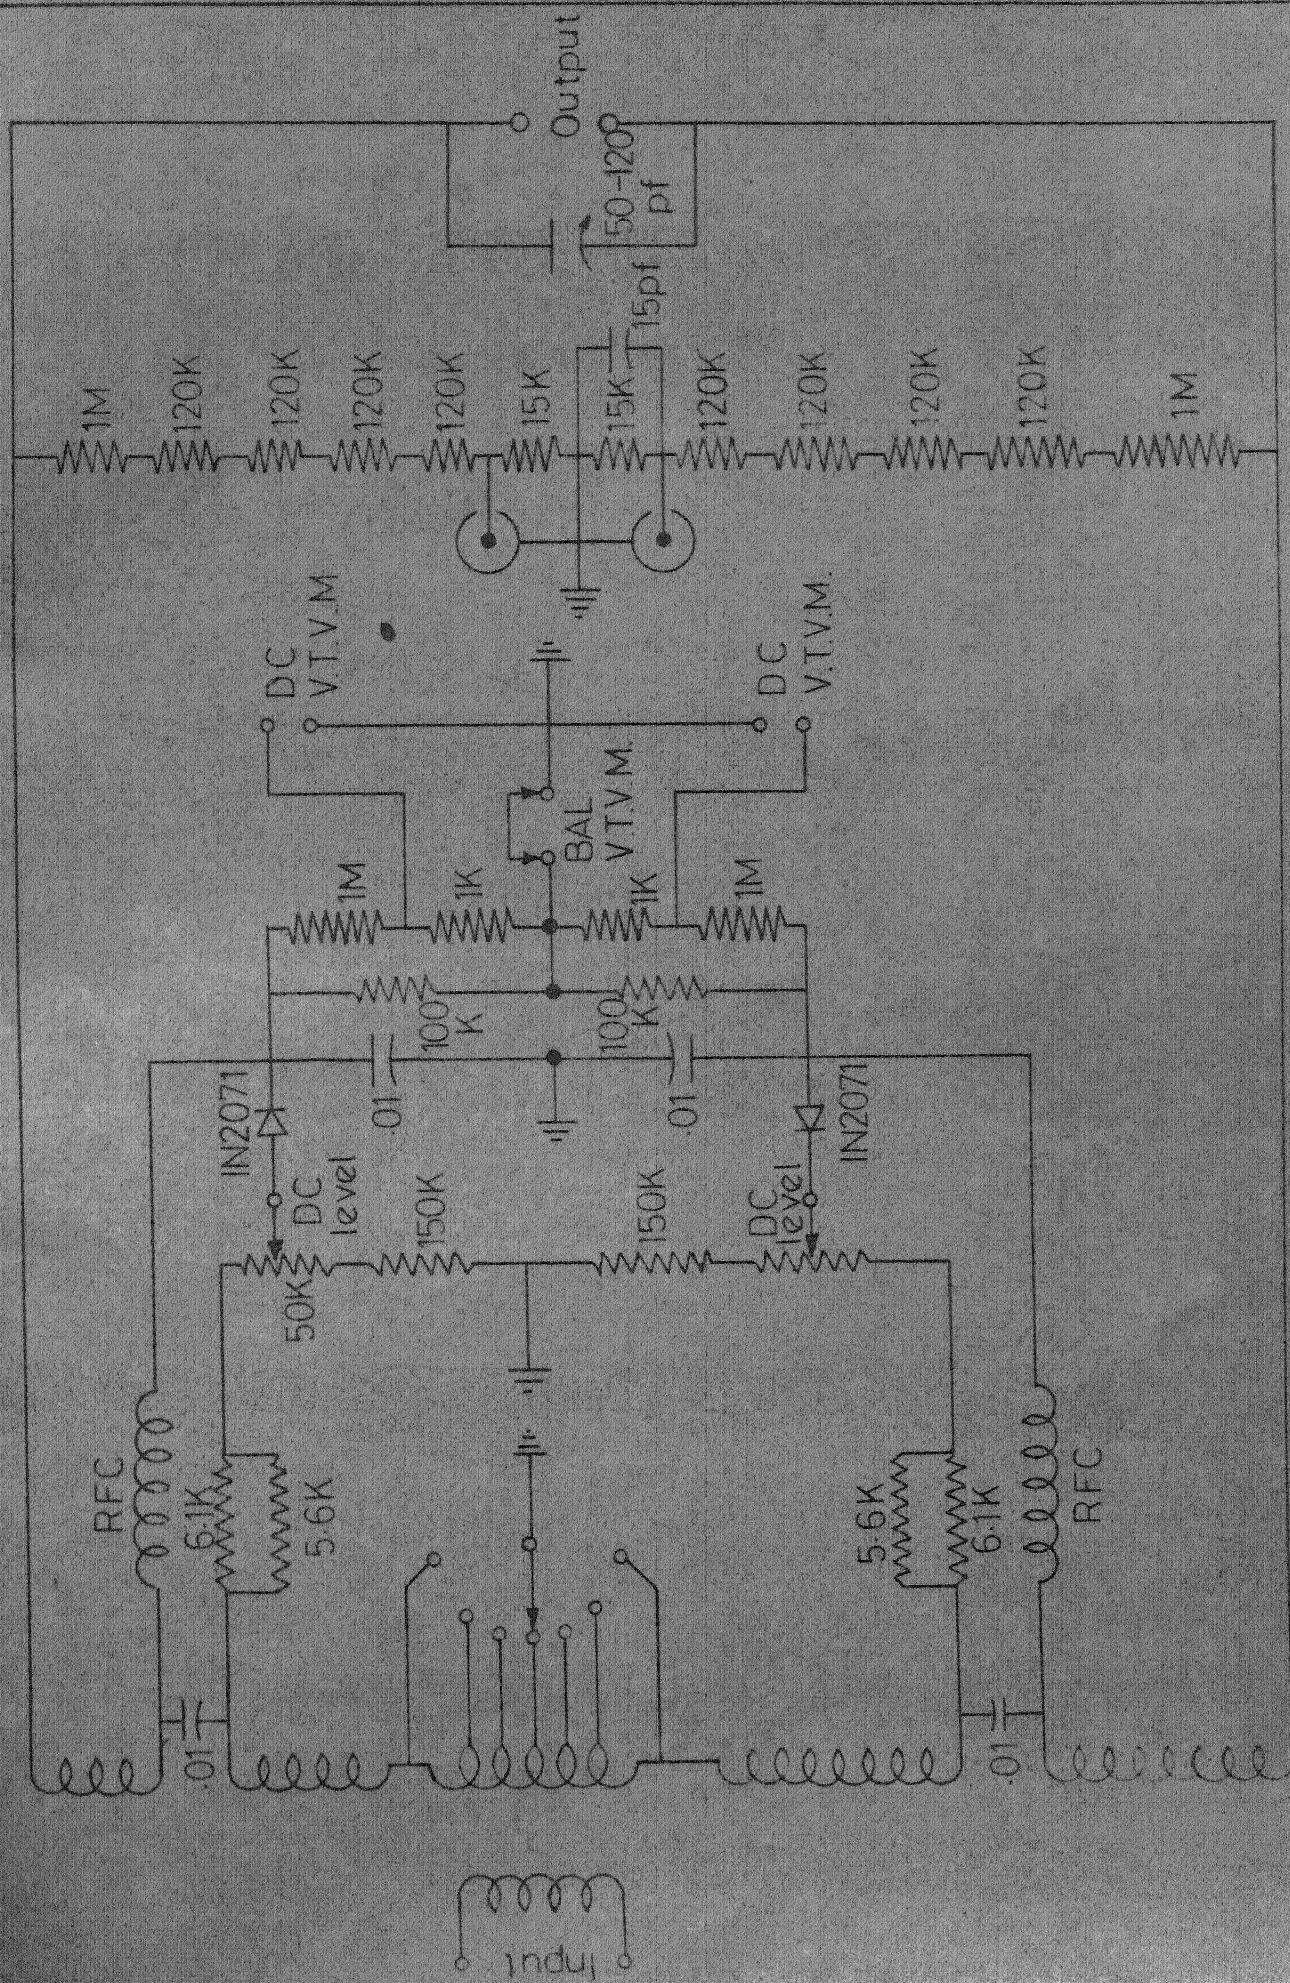 Output
50-120
pf
15pf
1M
120K
120K
120K
120K
15K
15K
120K
120K
120K
120K
1M
DC
V.T.V.M
DC
V.T.V.M.
BAL
V.T.V.M.
1M
1K
1K
1M
100
K
100
K
.01
.01
IN2071
IN2071
DC
level
DC
level
50K
150K
150K
RFC
6.1K
5.6K
5.6K
6.1K
RFC
.01
.01
Input